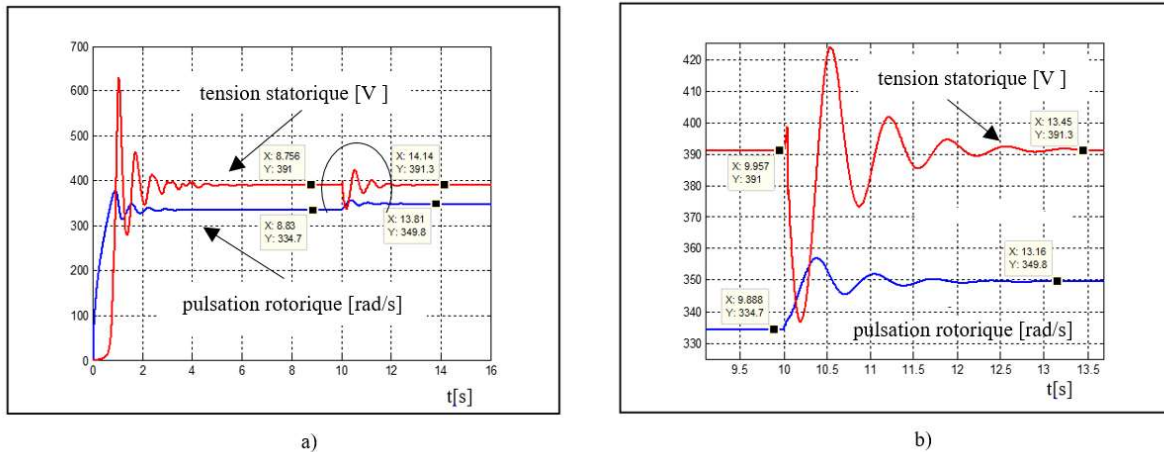 700
600
500
400
300
200
100
0
0 2 4 6 8 10 12 14 16
tension statorique [V ]
X: 8.756
Y: 391
X: 14.14
Y: 391.3
X: 8.83
Y: 334.7
X: 13.81
Y: 349.8
pulsation rotorique [rad/s]
t[s]
a)
420
410
400
390
380
370
360
350
340
330
9.5 10 10.5 11 11.5 12 12.5 13 13.5
tension statorique [V ]
X: 13.45
Y: 391.3
X: 9.957
Y: 391
X: 13.16
Y: 349.8
X: 9.888
Y: 334.7
pulsation rotorique [rad/s]
t[s]
b)